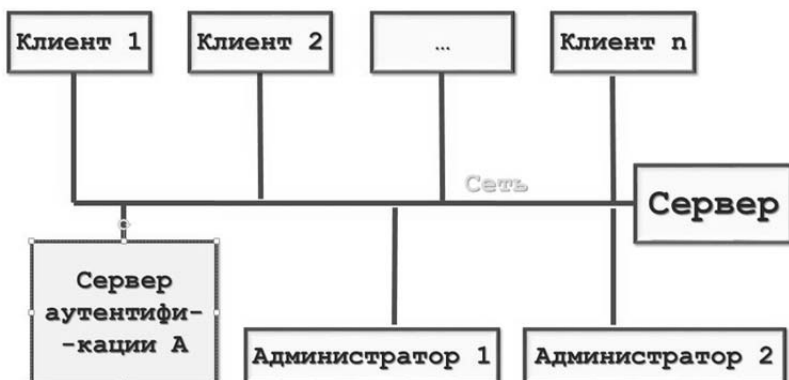 Клиент 1
Клиент 2
…
Клиент n
Сеть
Сервер
Сервер
аутентифи-
-кации А
Администратор 1
Администратор 2